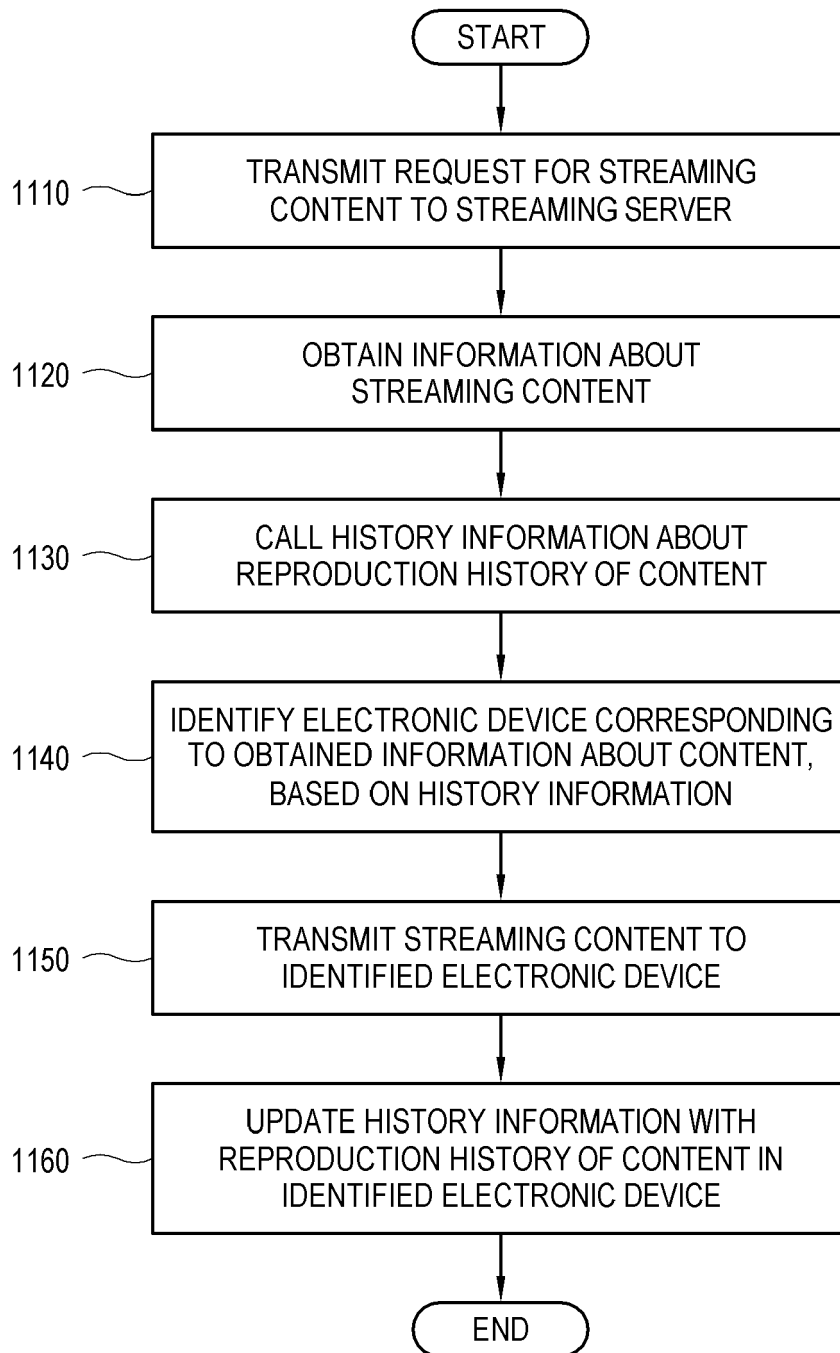 START
1110
TRANSMIT REQUEST FOR STREAMING
CONTENT TO STREAMING SERVER
1120
OBTAIN INFORMATION ABOUT
STREAMING CONTENT
1130
CALL HISTORY INFORMATION ABOUT
REPRODUCTION HISTORY OF CONTENT
1140
IDENTIFY ELECTRONIC DEVICE CORRESPONDING
TO OBTAINED INFORMATION ABOUT CONTENT,
BASED ON HISTORY INFORMATION
1150
TRANSMIT STREAMING CONTENT TO
IDENTIFIED ELECTRONIC DEVICE
1160
UPDATE HISTORY INFORMATION WITH
REPRODUCTION HISTORY OF CONTENT IN
IDENTIFIED ELECTRONIC DEVICE
END